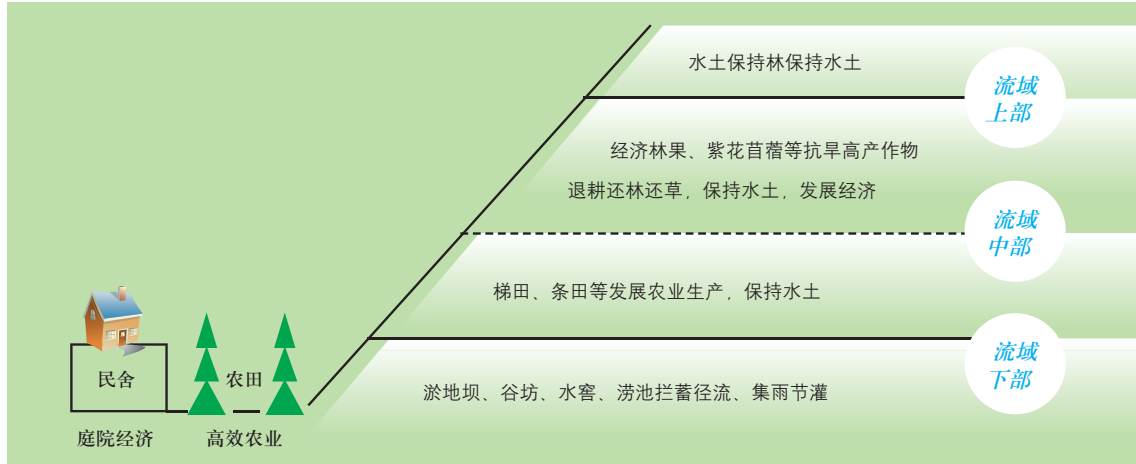 水土保持林保持水土
流域
上部
经济林果、紫花苜蓿等抗旱高产作物
退耕还林还草，保持水土，发展经济
流域
中部
梯田、条田等发展农业生产，保持水土
流域
下部
淤地坝、谷坊、水窖、涝池拦蓄径流、集雨节灌
民舍
农田
庭院经济
高效农业